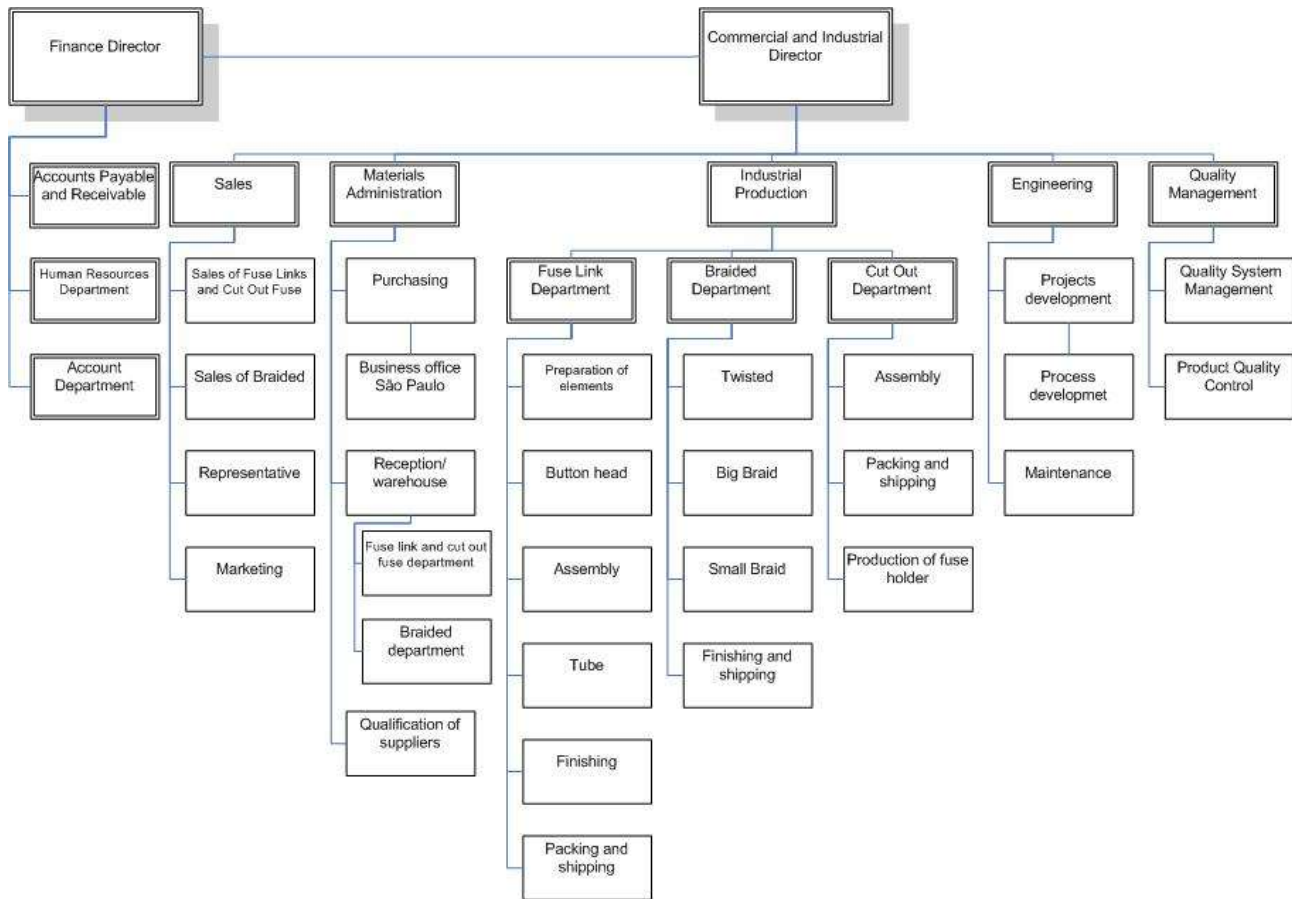 Finance Director
Commercial and Industrial
Director
Accounts Payable
and Receivable
Sales
Materials
Administration
Industrial
Production
Engineering
Quality
Management
Human Resources
Department
Sales of Fuse Links
and Cut Out Fuse
Purchasing
Fuse Link
Department
Braided
Department
Cut Out
Department
Projects
development
Quality System
Management
Account
Department
Sales of Braided
Business office
São Paulo
Preparation of
elements
Twisted
Assembly
Process
developmet
Product Quality
Control
Representative
Reception/
warehouse
Button head
Big Braid
Packing and
shipping
Maintenance
Fuse link and cut out
fuse department
Marketing
Assembly
Small Braid
Production of fuse
holder
Braided
department
Tube
Finishing and
shipping
Qualification of
suppliers
Finishing
Packing and
shipping